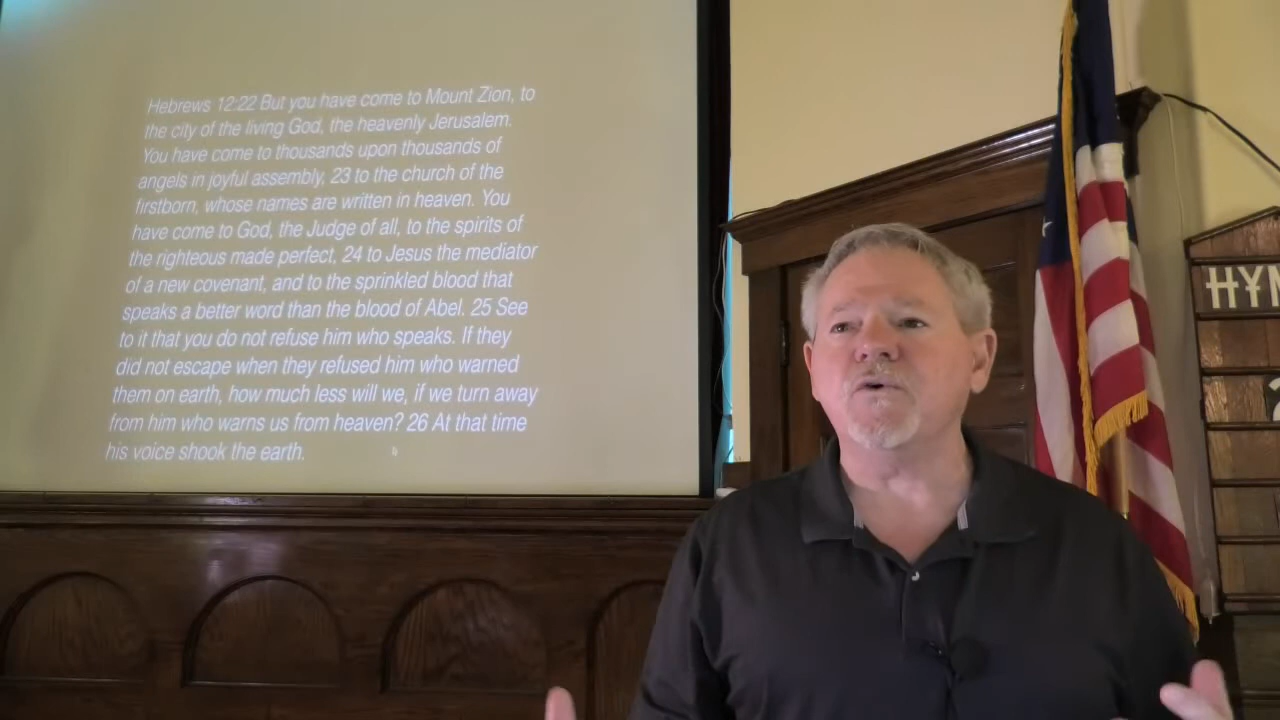 Hebrews 12:22 But you have come to Mount Zion, to
the city of the living God, the heavenly Jerusalem.
You have come to thousands upon thousands of
angels in joyful assembly, 23 to the church of the
firstborn, whose names are written in heaven. You
have come to God, the Judge of all, to the spirits of
the righteous made perfect, 24 to Jesus the mediator
of a new covenant, and to the sprinkled blood that
speaks a better word than the blood of Abel. 25 See
to it that you do not refuse him who speaks. If they
did not escape when they refused him who warned
them on earth, how much less will we, if we turn away
from him who warns us from heaven? 26 At that time
his voice shook the earth.